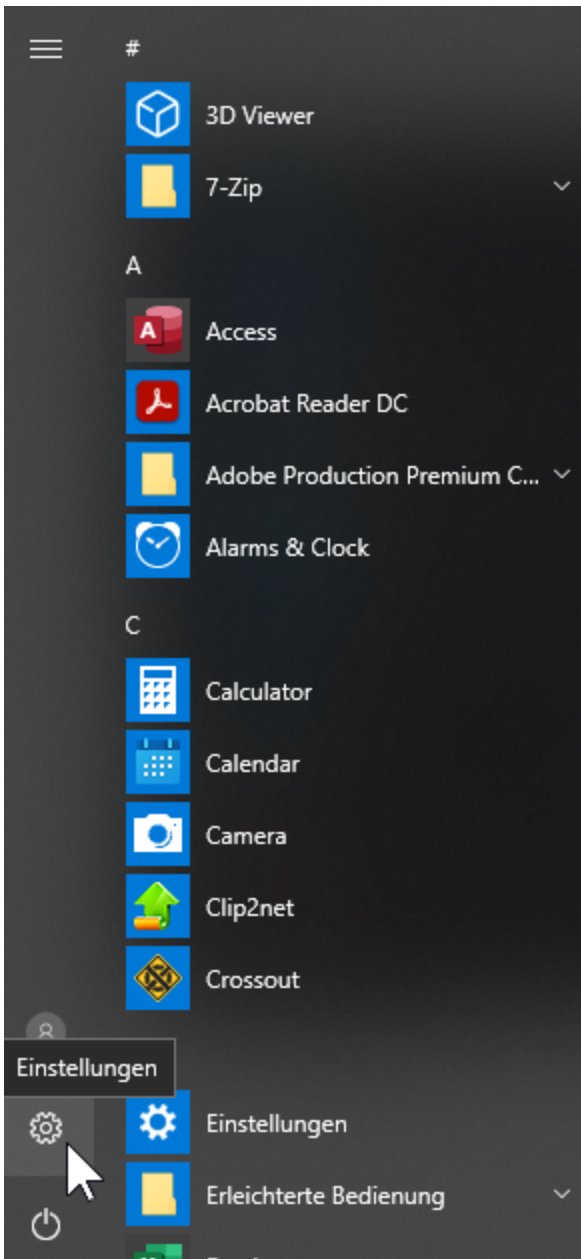 #
3D Viewer
7-Zip
A
Access
Acrobat Reader DC
Adobe Production Premium C...
Alarms & Clock
C
Calculator
Calendar
Camera
Clip2net
Crossout
Einstellungen
Einstellungen
Erleichterte Bedienung